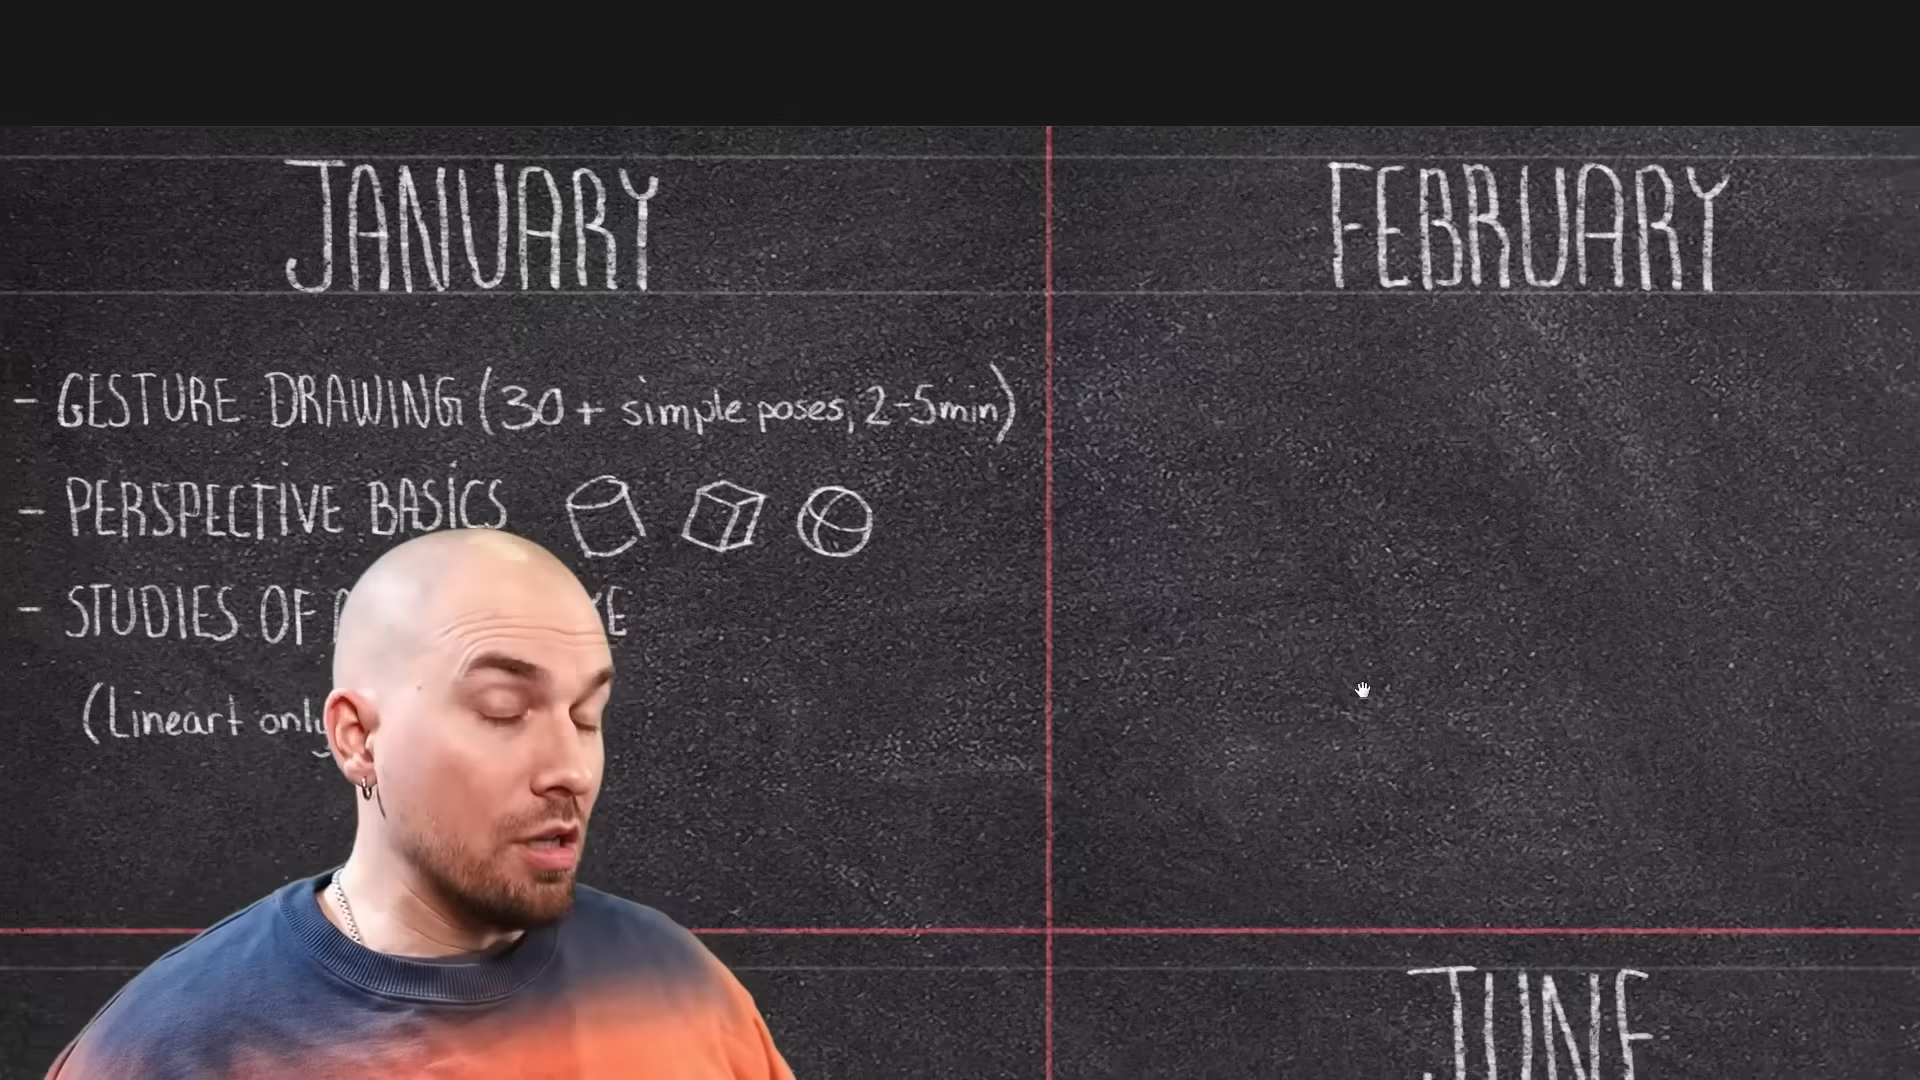 JANUARY
FEBRUARY
- GESTURE DRAWING (30+ simple poses, 2-5min)
- PERSPECTIVE BASICS
- STUDIES OF
(Lineart only
JUNE